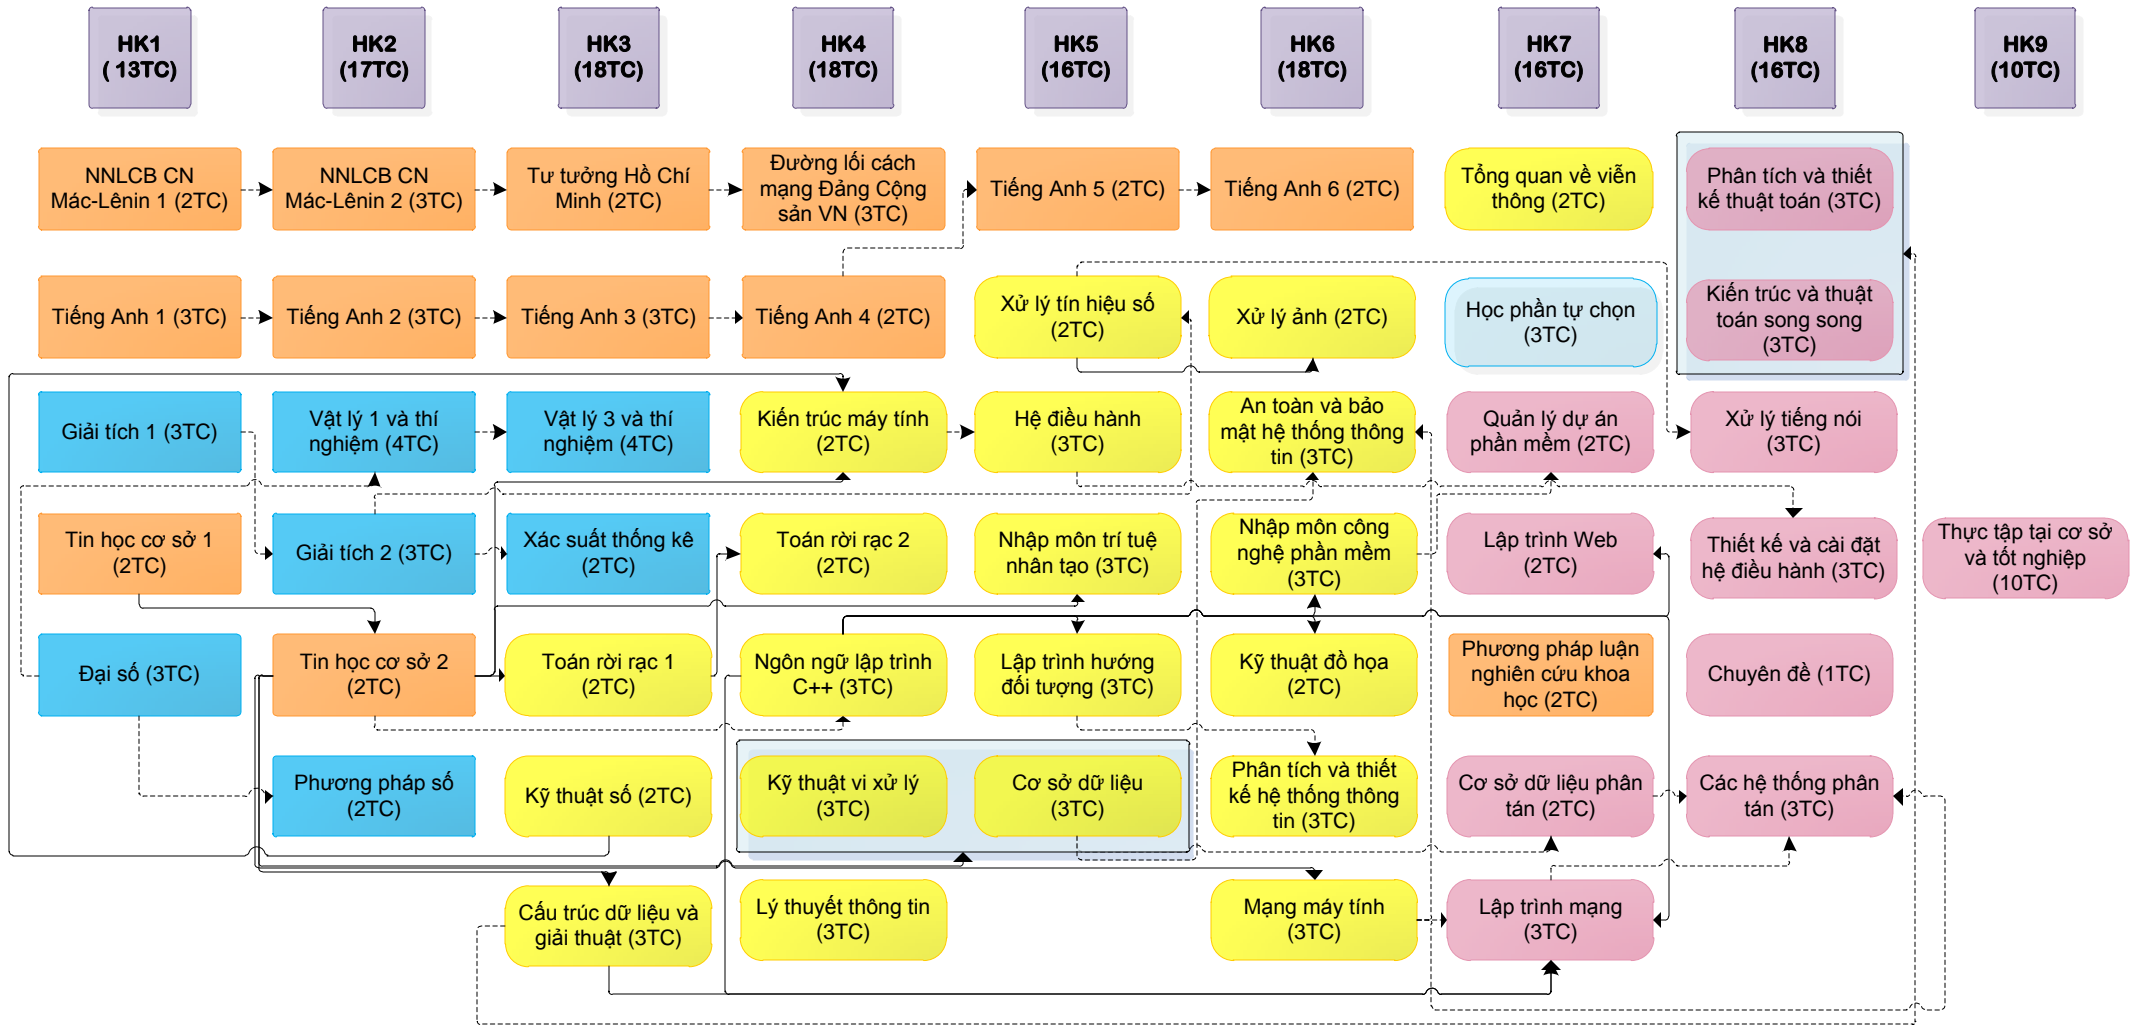 HK1
( 13TC)
HK2
(17TC)
HK3
(18TC)
HK4
(18TC)
HK5
(16TC)
HK6
(18TC)
HK7
(16TC)
HK8
(16TC)
HK9
(10TC)
NNLCB CN
Mác-Lênin 1 (2TC)
NNLCB CN
Mác-Lênin 2 (3TC)
Tư tưởng Hồ Chí
Minh (2TC)
Đường lối cách
mạng Đảng Cộng
sản VN (3TC)
Tiếng Anh 5 (2TC)
Tiếng Anh 6 (2TC)
Tổng quan về viễn
thông (2TC)
Phân tích và thiết
kế thuật toán (3TC)
Tiếng Anh 1 (3TC)
Tiếng Anh 2 (3TC)
Tiếng Anh 3 (3TC)
Tiếng Anh 4 (2TC)
Xử lý tín hiệu số
(2TC)
Xử lý ảnh (2TC)
Học phần tự chọn
(3TC)
Kiến trúc và thuật
toán song song
(3TC)
Giải tích 1 (3TC)
Vật lý 1 và thí
nghiệm (4TC)
Vật lý 3 và thí
nghiệm (4TC)
Kiến trúc máy tính
(2TC)
Hệ điều hành
(3TC)
An toàn và bảo
mật hệ thống thông
tin (3TC)
Quản lý dự án
phần mềm (2TC)
Xử lý tiếng nói
(3TC)
Tin học cơ sở 1
(2TC)
Giải tích 2 (3TC)
Xác suất thống kê
(2TC)
Toán rời rạc 2
(2TC)
Nhập môn trí tuệ
nhân tạo (3TC)
Nhập môn công
nghệ phần mềm
(3TC)
Lập trình Web
(2TC)
Thiết kế và cài đặt
hệ điều hành (3TC)
Thực tập tại cơ sở
và tốt nghiệp
(10TC)
Đại số (3TC)
Tin học cơ sở 2
(2TC)
Toán rời rạc 1
(2TC)
Ngôn ngữ lập trình
C++ (3TC)
Lập trình hướng
đối tượng (3TC)
Kỹ thuật đồ họa
(2TC)
Phương pháp luận
nghiên cứu khoa
học (2TC)
Chuyên đề (1TC)
Phương pháp số
(2TC)
Kỹ thuật số (2TC)
Kỹ thuật vi xử lý
(3TC)
Cơ sở dữ liệu
(3TC)
Phân tích và thiết
kế hệ thống thông
tin (3TC)
Cơ sở dữ liệu phân
tán (2TC)
Các hệ thống phân
tán (3TC)
Cấu trúc dữ liệu và
giải thuật (3TC)
Lý thuyết thông tin
(3TC)
Mạng máy tính
(3TC)
Lập trình mạng
(3TC)